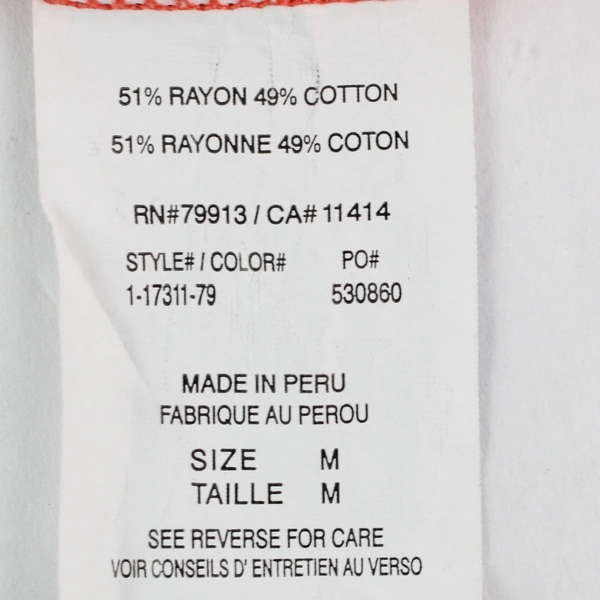 51% RAYON 49% COTTON
51% RAYONNE 49% COTON
RN#79913 / CA# 11414
STYLE# / COLOR# PO#
1-17311-79 530860
MADE IN PERU
FABRIQUE AU PEROU
SIZE M
TAILLE M
SEE REVERSE FOR CARE
VOIR CONSEILS D' ENTRETIEN AU VERSO